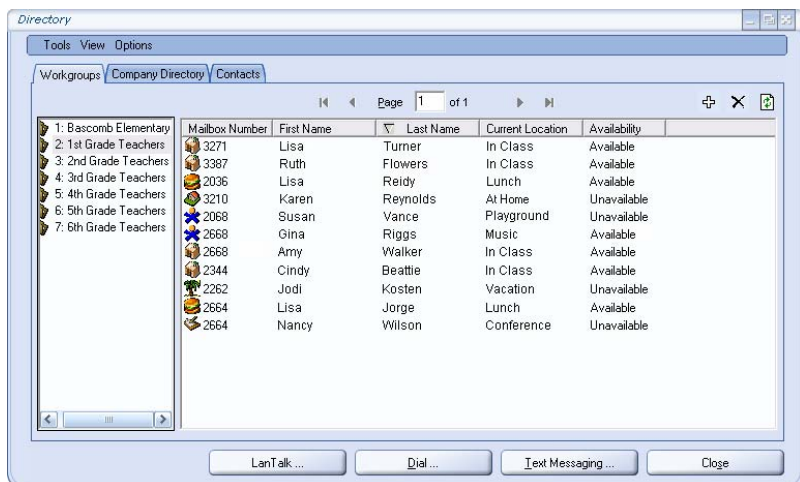 Directory
Tools View Options
Workgroups Company Directory Contacts
Page 1 of 1
1: Bascomb Elementary
2: 1st Grade Teachers
3: 2nd Grade Teachers
4: 3rd Grade Teachers
5: 4th Grade Teachers
6: 5th Grade Teachers
7: 6th Grade Teachers
Mailbox Number First Name Last Name Current Location Availability
3271 Lisa Turner In Class Available
3387 Ruth Flowers In Class Available
2036 Lisa Reidy Lunch Available
3210 Karen Reynolds At Home Unavailable
2068 Susan Vance Playground Unavailable
2668 Gina Riggs Music Available
2668 Amy Walker In Class Available
2344 Cindy Beattie In Class Available
2262 Jodi Kosten Vacation Unavailable
2664 Lisa Jorge Lunch Available
2664 Nancy Wilson Conference Unavailable
LanTalk ... Dial ... Text Messaging ... Close